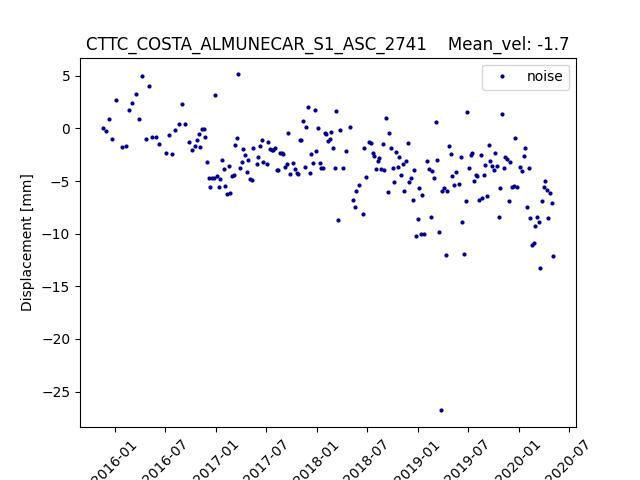 CTTC_COSTA_ALMUNECAR_S1_ASC_2741 Mean_vel: -1.7
noise
5
0
−5
−10
−15
−20
−25
Displacement [mm]
2016-01 2016-07 2017-01 2017-07 2018-01 2018-07 2019-01 2019-07 2020-01 2020-07